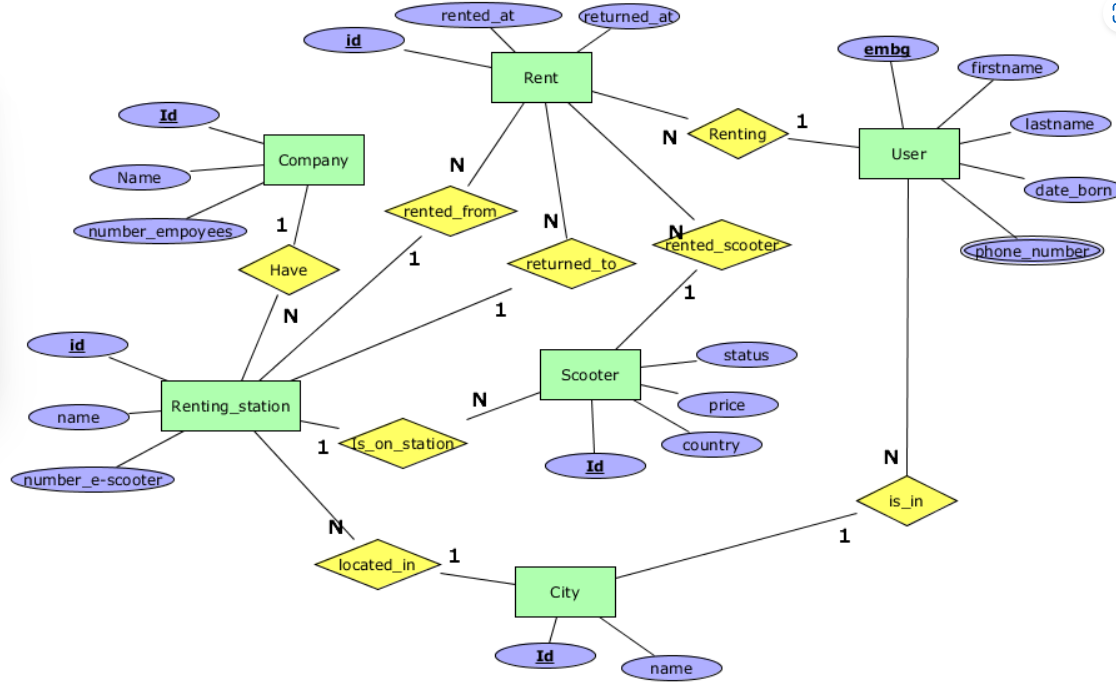 rented_at
returned_at
id
Rent
embg
firstname
lastname
date_born
phone_number
User
Renting
N
1
Id
Name
number_empoyees
Company
1
Have
N
N
rented_from
1
N
returned_to
1
N
rented_scooter
1
id
name
number_e-scooter
Renting_station
1
Is_on_station
N
Scooter
status
price
country
Id
N
located_in
1
N
is_in
1
City
Id
name